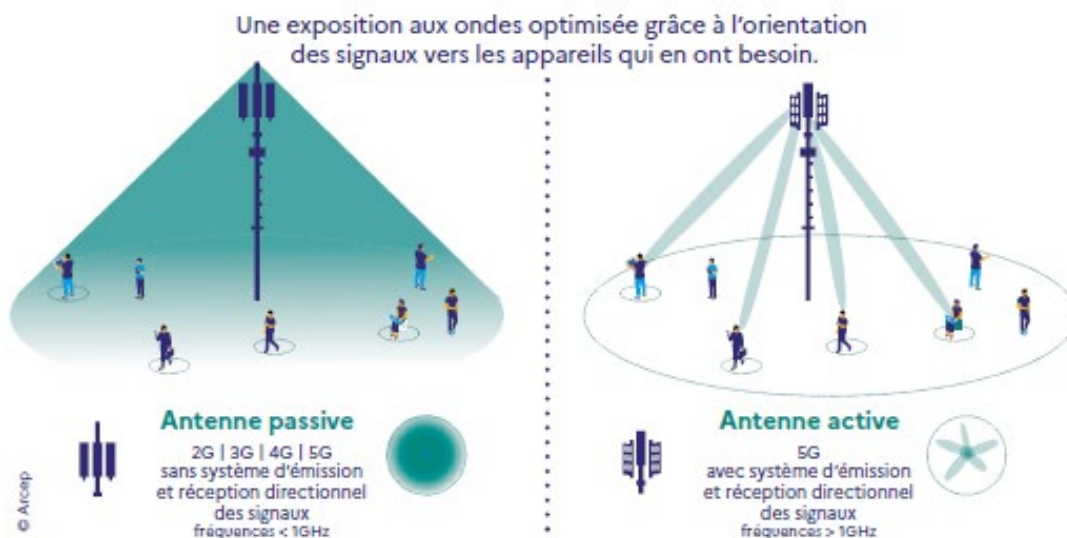 Une exposition aux ondes optimisée grâce à l'orientation
des signaux vers les appareils qui en ont besoin.
Antenne passive
2G | 3G | 4G | 5G
sans système d'émission
et réception directionnel
des signaux
fréquences < 1GHz
Antenne active
5G
avec système d'émission
et réception directionnel
des signaux
fréquences > 1GHz
© Arcep